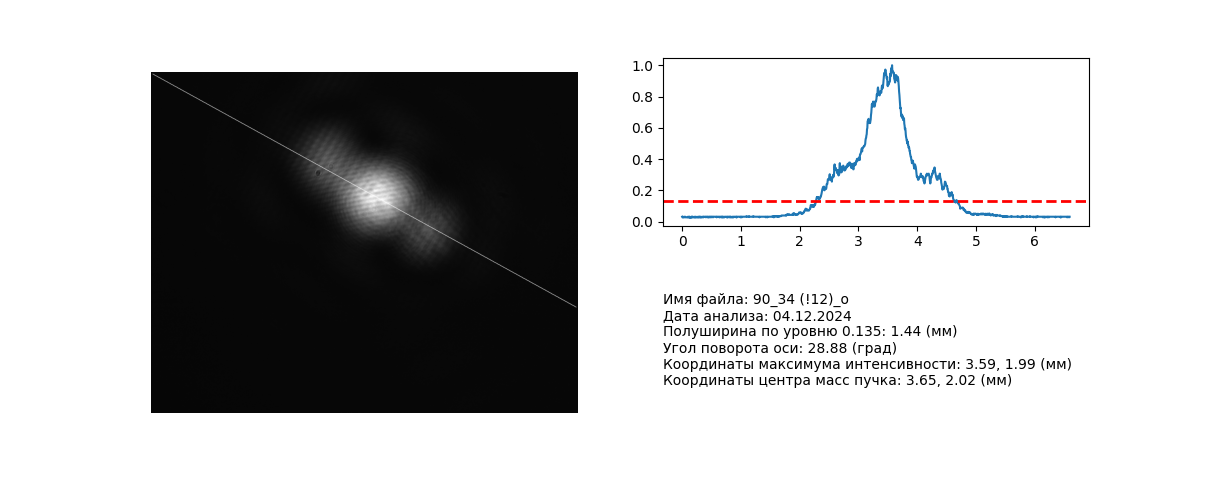 1.0
0.8
0.6
0.4
0.2
0.0
0 1 2 3 4 5 6
Имя файла: 90_34 (!12)_o
Дата анализа: 04.12.2024
Полуширина по уровню 0.135: 1.44 (мм)
Угол поворота оси: 28.88 (град)
Координаты максимума интенсивности: 3.59, 1.99 (мм)
Координаты центра масс пучка: 3.65, 2.02 (мм)